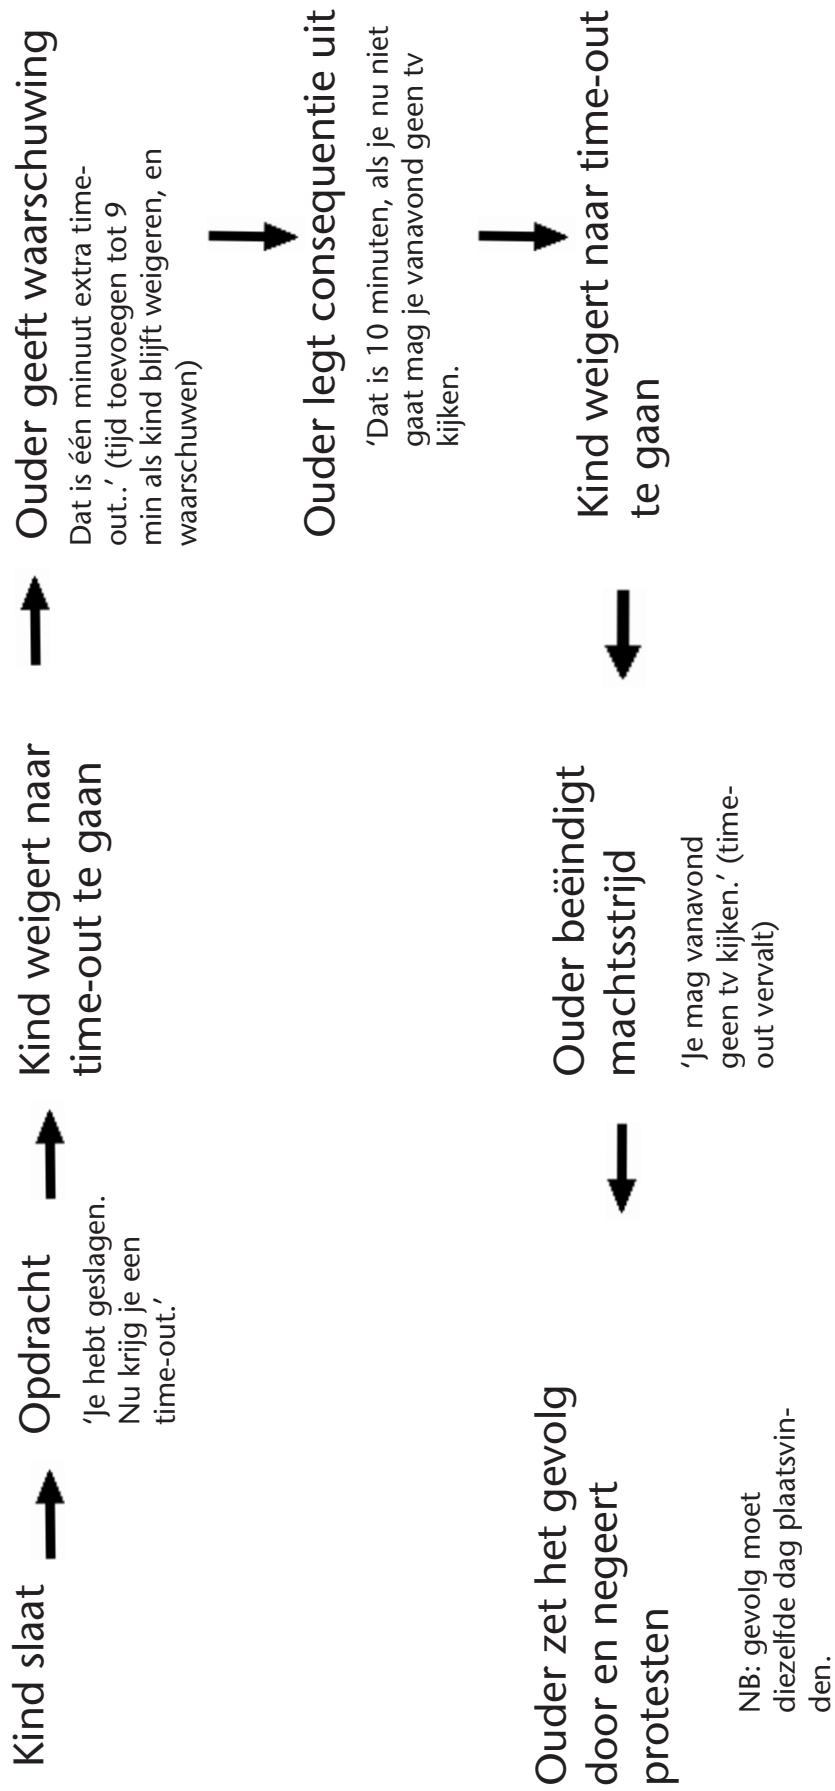 Kind slaat
Opdracht
‘Je hebt geslagen.
Nu krijg je een
time-out.’
Kind weigert naar
time-out te gaan
Ouder geeft waarschuwing
Dat is één minuut extra time-
out..’ (tijd toevoegen tot 9
min als kind blijft weigeren, en
waarschuwen)
Ouder legt consequentie uit
‘Dat is 10 minuten, als je nu niet
gaat mag je vanavond geen tv
kijken.
Kind weigert naar time-out
te gaan
Ouder beëindigt
machtsstrijd
‘Je mag vanavond
geen tv kijken.’ (time-
out vervalt)
Ouder zet het gevolg
door en negeert
protesten
NB: gevolg moet
diezelfde dag plaatsvin-
den.